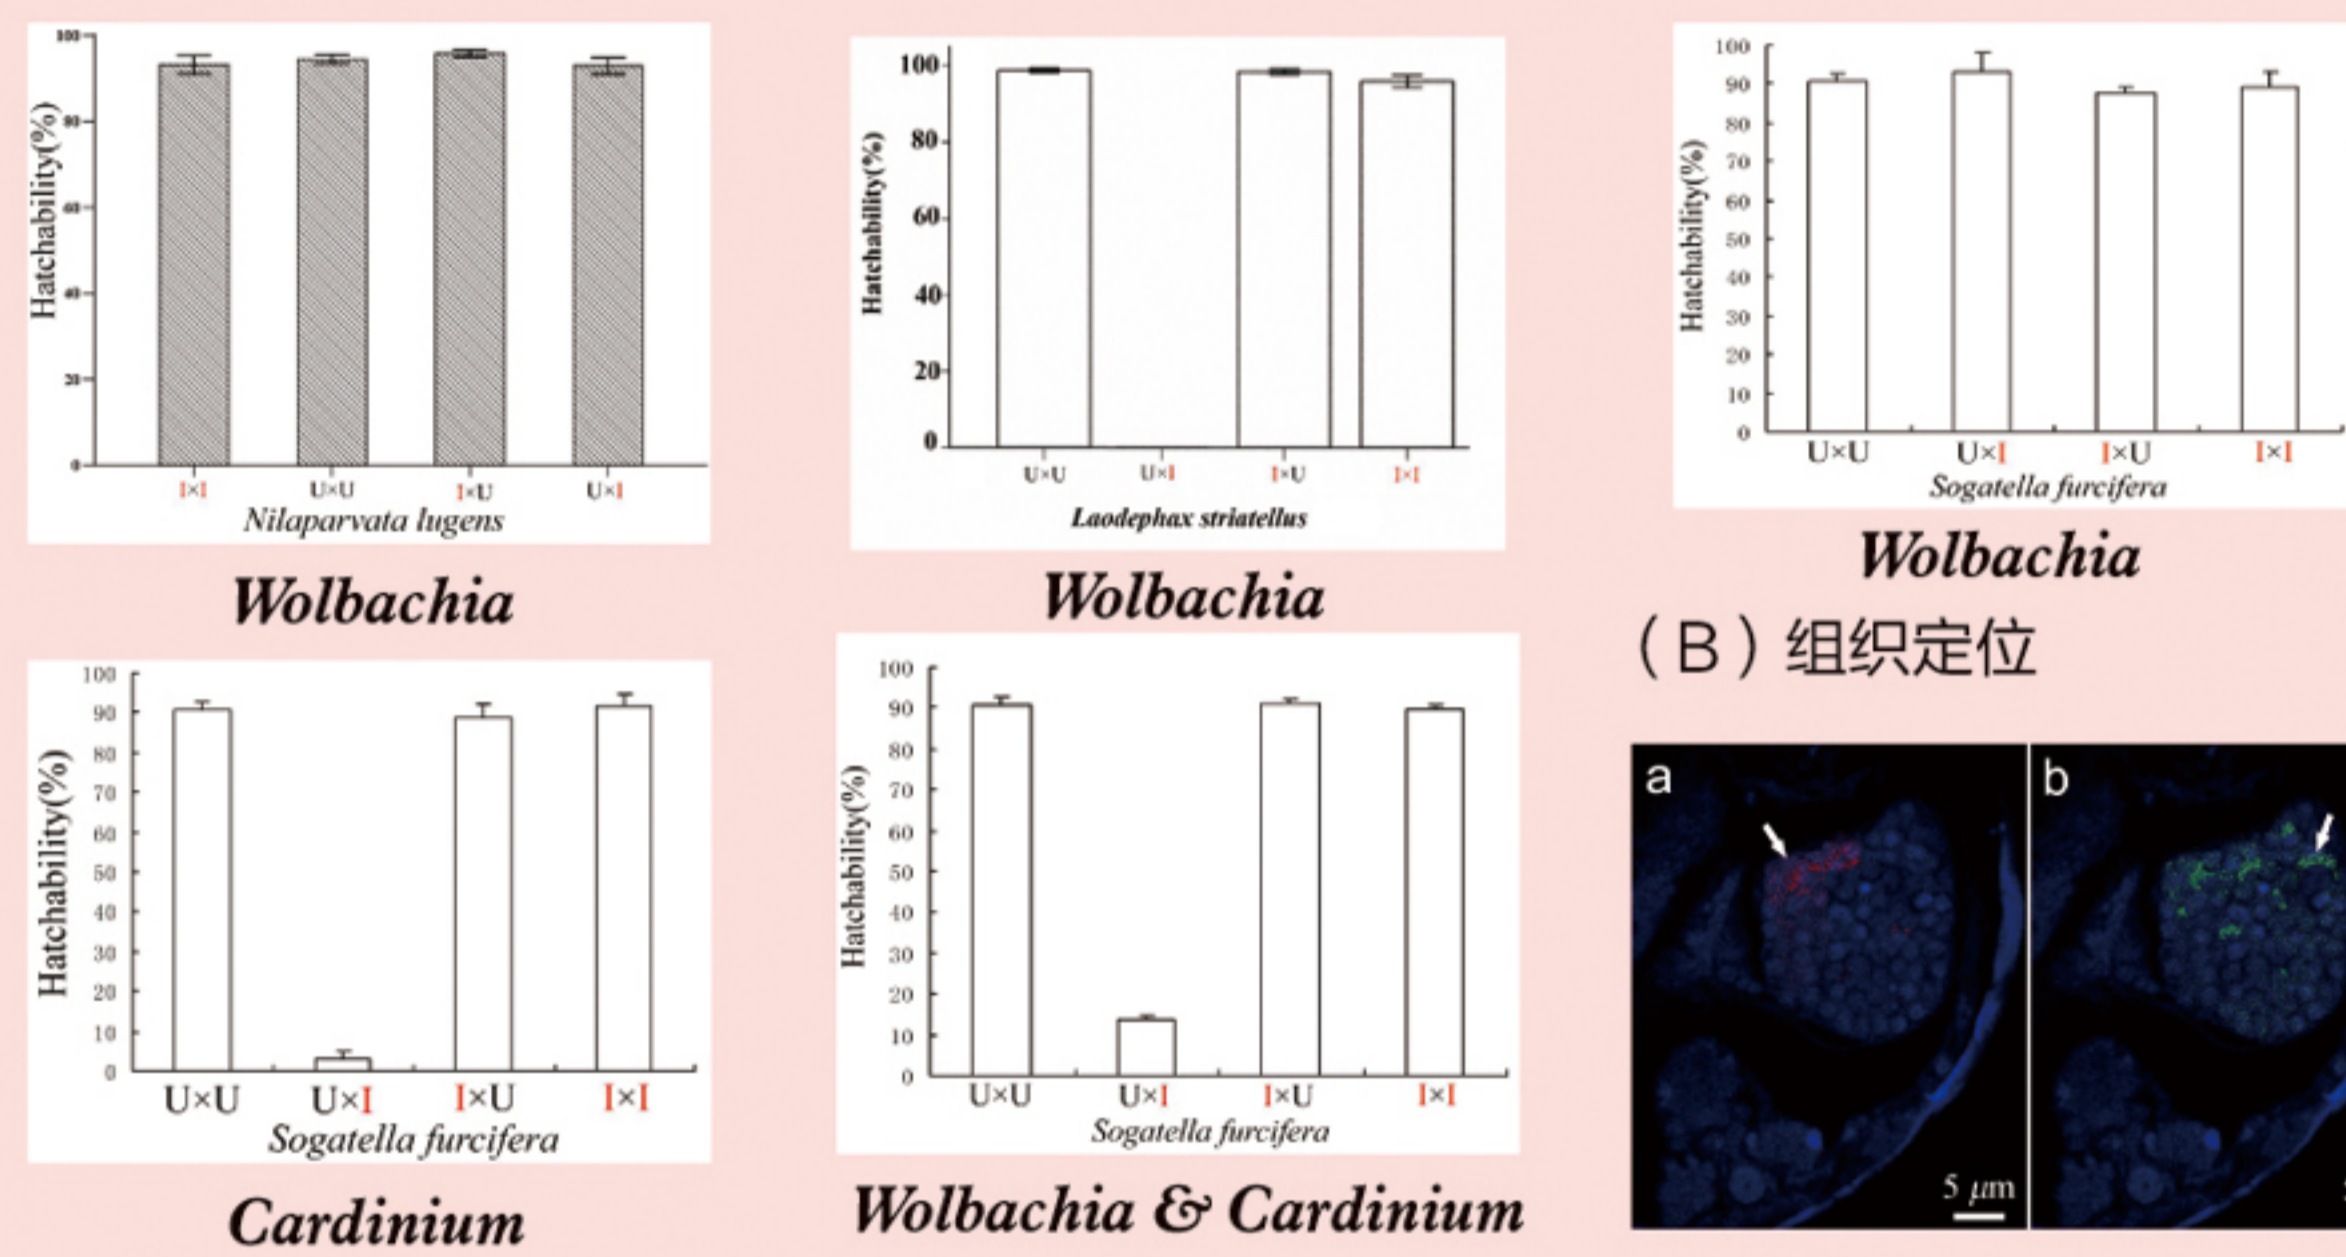 Hatchability(%)
100
80
60
40
20
0
I×I U×U I×U U×I
Nilaparvata lugens
Wolbachia
Hatchability(%)
100
80
60
40
20
0
U×U U×I I×U I×I
Laodephax striatellus
Wolbachia
Hatchability(%)
100
90
80
70
60
50
40
30
20
10
0
U×U U×I I×U I×I
Sogatella furcifera
Wolbachia
Hatchability(%)
100
90
80
70
60
50
40
30
20
10
0
U×U U×I I×U I×I
Sogatella furcifera
Cardinium
Hatchability(%)
100
90
80
70
60
50
40
30
20
10
0
U×U U×I I×U I×I
Sogatella furcifera
Wolbachia & Cardinium
（B）组织定位
a
b
5 μm